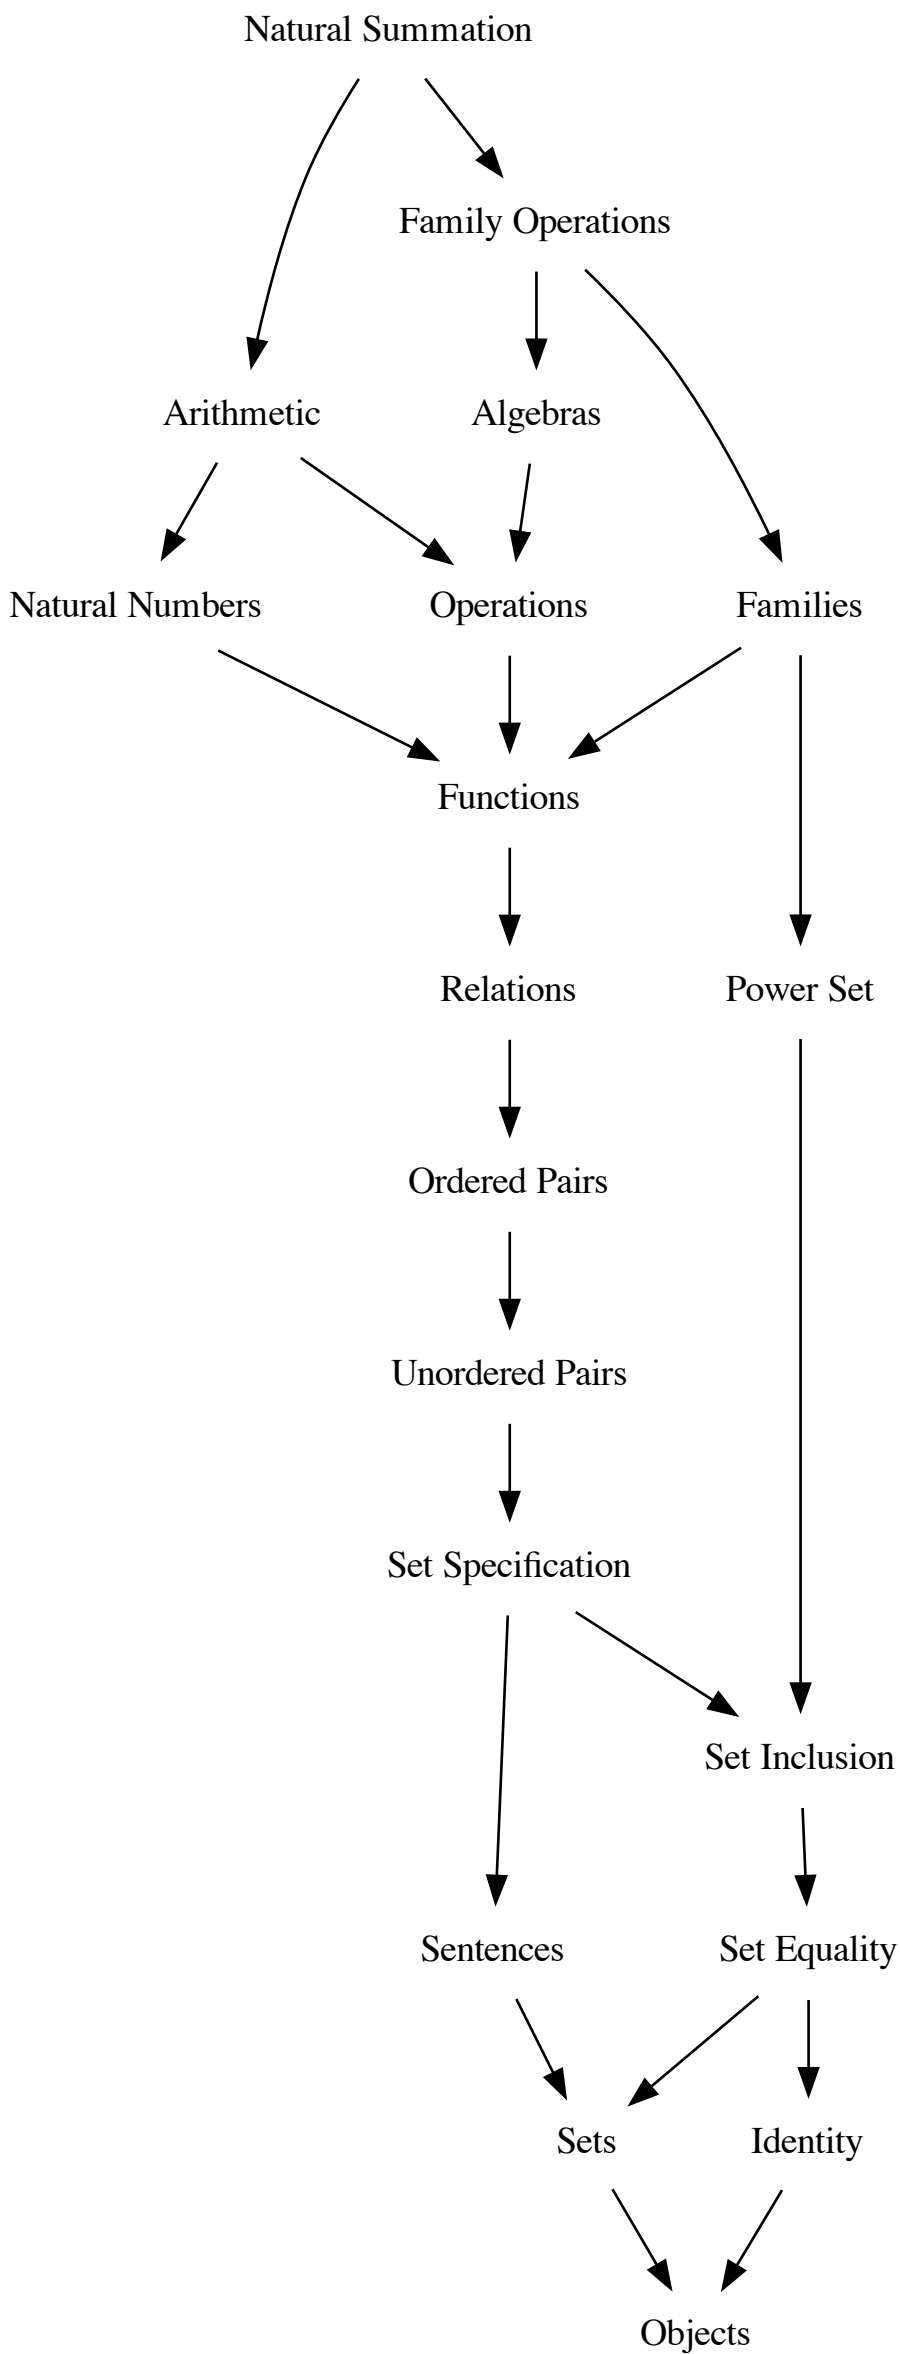 Natural Summation
Family Operations
Arithmetic
Algebras
Natural Numbers
Operations
Families
Functions
Relations
Power Set
Ordered Pairs
Unordered Pairs
Set Specification
Set Inclusion
Sentences
Set Equality
Sets
Identity
Objects